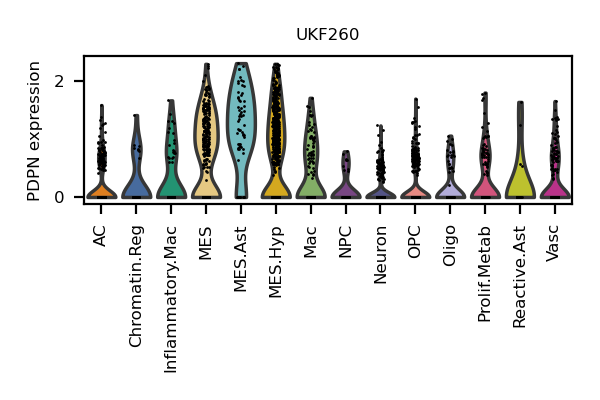 UKF260
PDPN expression
2
0
AC
Chromatin.Reg
Inflammatory.Mac
MES
MES.Ast
MES.Hyp
Mac
NPC
Neuron
OPC
Oligo
Prolif.Metab
Reactive.Ast
Vasc